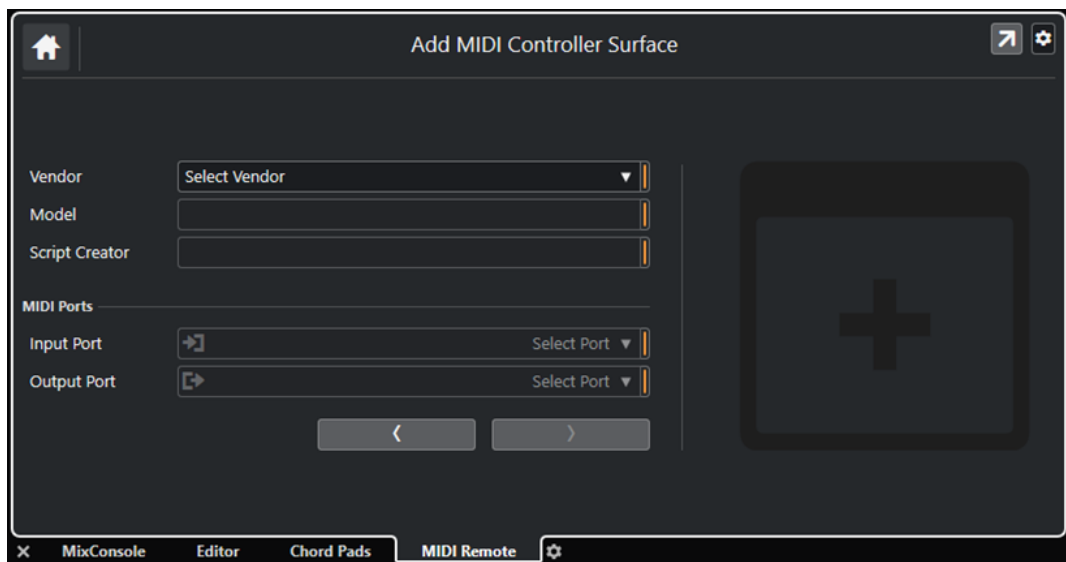 Add MIDI Controller Surface
Vendor Select Vendor
Model
Script Creator
MIDI Ports
Input Port Select Port
Output Port Select Port
MixConsole Editor Chord Pads MIDI Remote